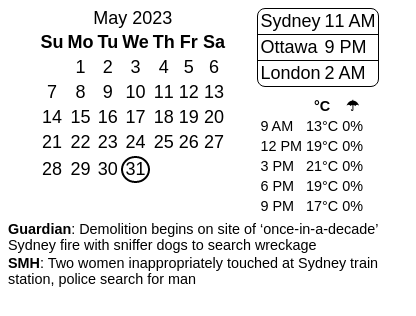 May 2023
Su Mo Tu We Th Fr Sa
1 2 3 4 5 6
7 8 9 10 11 12 13
14 15 16 17 18 19 20
21 22 23 24 25 26 27
28 29 30 31
Sydney 11 AM
Ottawa 9 PM
London 2 AM
°C ☂
9 AM 13°C 0%
12 PM 19°C 0%
3 PM 21°C 0%
6 PM 19°C 0%
9 PM 17°C 0%
Guardian: Demolition begins on site of ‘once-in-a-decade’
Sydney fire with sniffer dogs to search wreckage
SMH: Two women inappropriately touched at Sydney train
station, police search for man